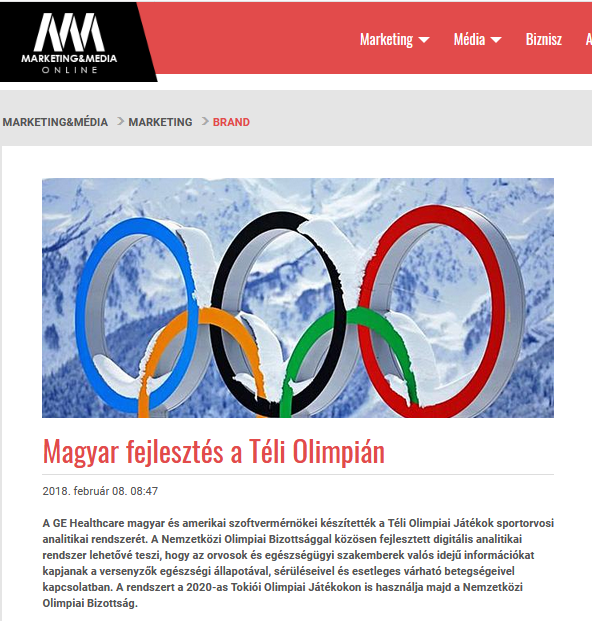 MARKETING&MEDIA
ONLINE
Marketing
Média
Biznisz
A
MARKETING&MÉDIA > MARKETING > BRAND
Magyar fejlesztés a Téli Olimpián
2018. február 08. 08:47
A GE Healthcare magyar és amerikai szoftvermérnökei készítették a Téli Olimpiai Játékok sportorvosi
analitikai rendszerét. A Nemzetközi Olimpiai Bizottsággal közösen fejlesztett digitális analitikai
rendszer lehetővé teszi, hogy az orvosok és egészségügyi szakemberek valós idejű információkat
kapjanak a versenyzők egészségi állapotával, sérüléseivel és esetleges várható betegségeivel
kapcsolatban. A rendszert a 2020-as Tokiói Olimpiai Játékokon is használja majd a Nemzetközi
Olimpiai Bizottság.